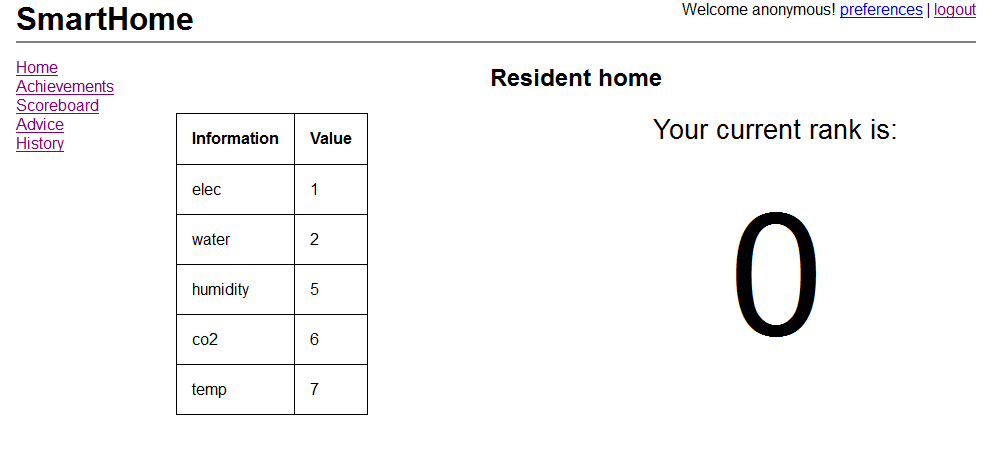 SmartHome
Welcome anonymous! preferences | logout
Home
Achievements
Scoreboard
Advice
History
Resident home
Information Value
elec 1
water 2
humidity 5
co2 6
temp 7
Your current rank is:
0